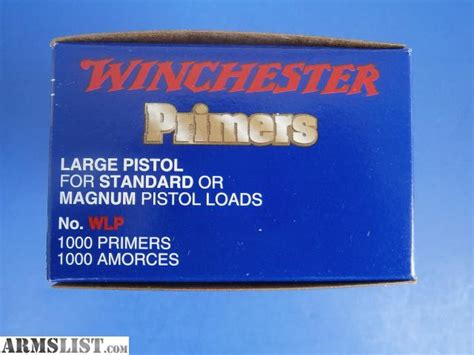 WINCHESTER
Primers
LARGE PISTOL
FOR STANDARD OR
MAGNUM PISTOL LOADS
No. WLP
1000 PRIMERS
1000 AMORCES
ARMSLIST.com